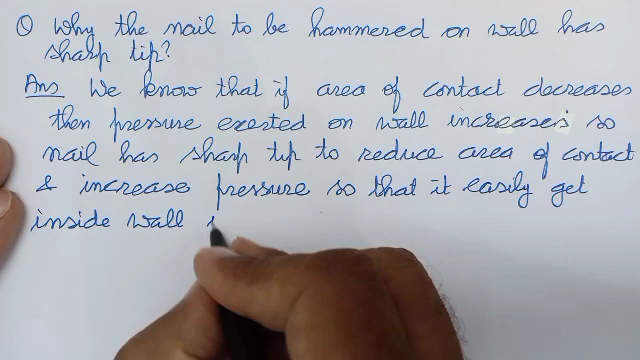 Q Why the nail to be hammered on wall has
sharp tip?
Ans We know that if area of contact decreases
then pressure exerted on wall increases so
nail has sharp tip to reduce area of contact
& increase pressure so that it easily get
inside wall